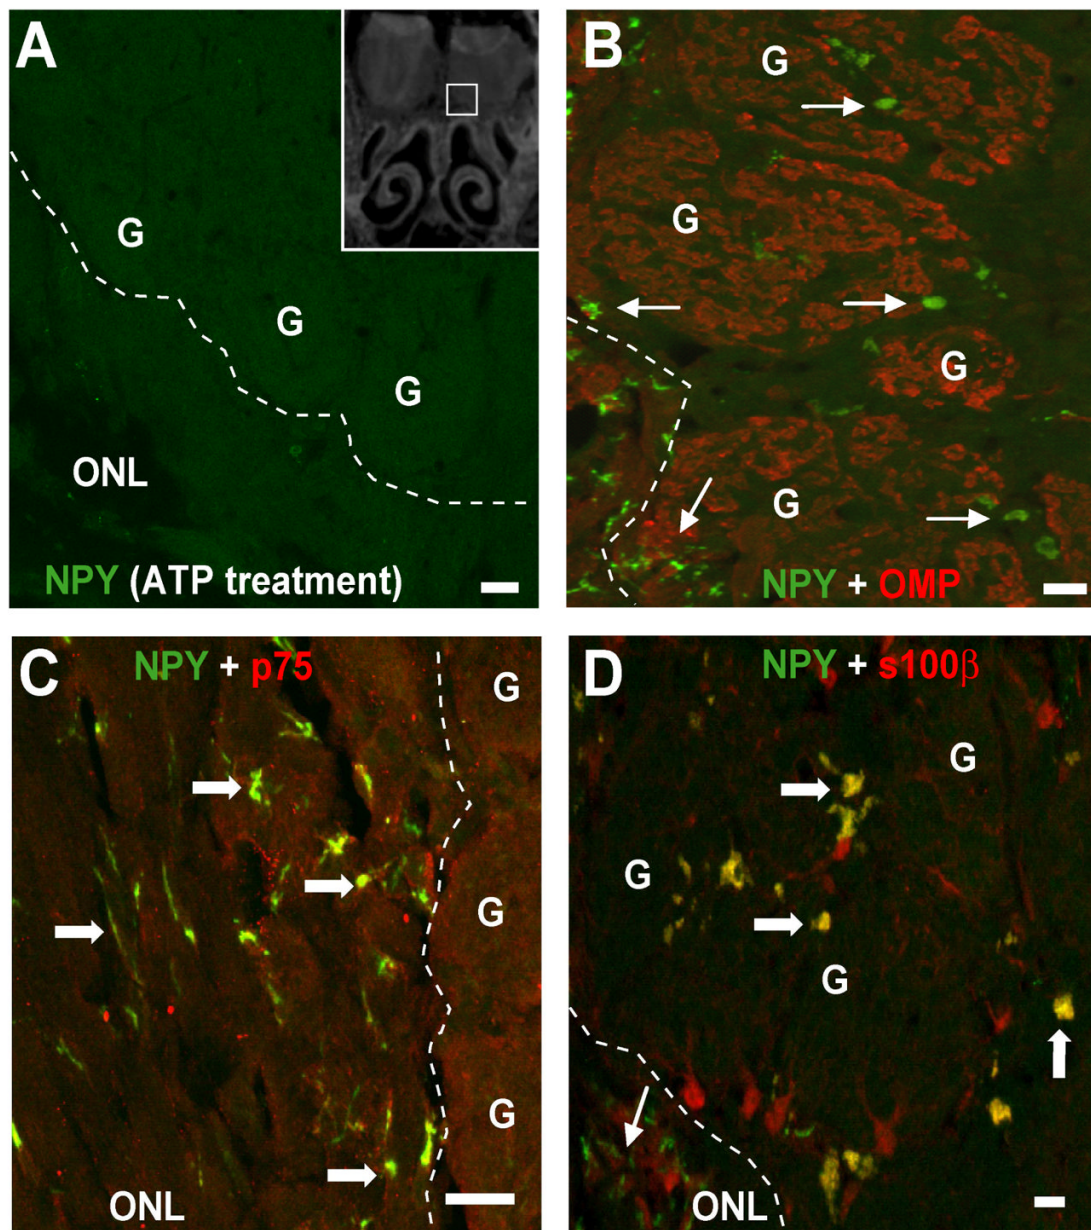 A
G
G
G
ONL
NPY (ATP treatment)
B
G
G
G
G
NPY + OMP
C
NPY + p75
G
G
G
ONL
D
NPY + s100β
G
G
G
ONL